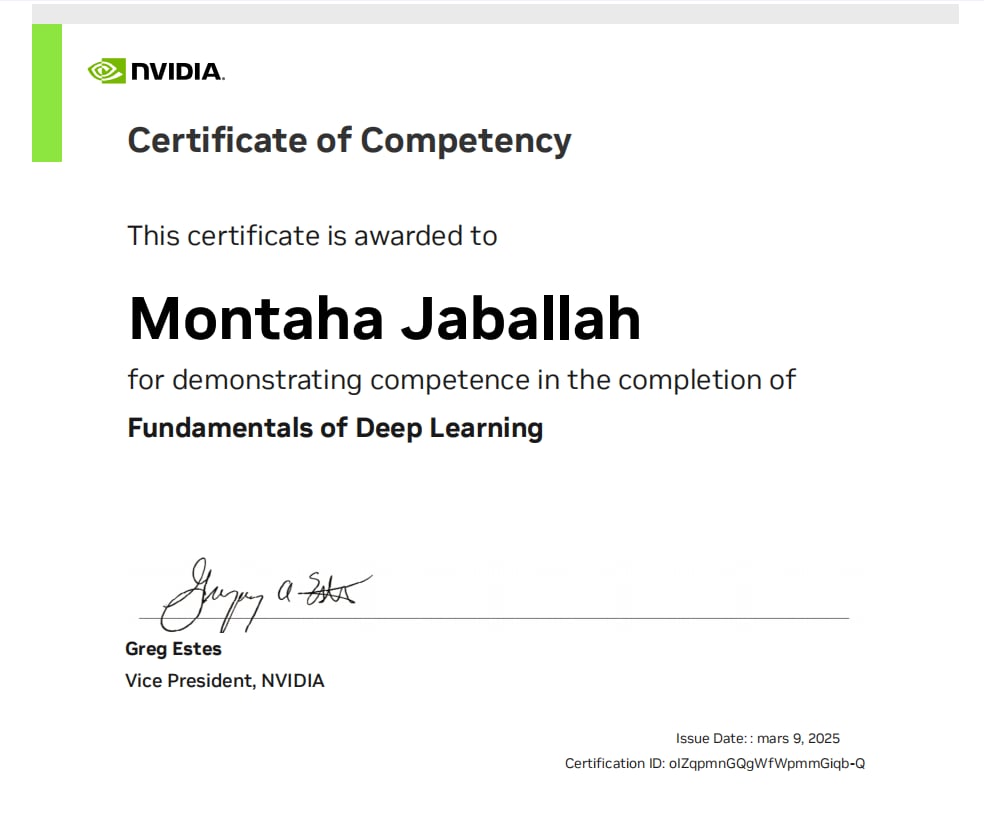 NVIDIA.
Certificate of Competency
This certificate is awarded to
Montaha Jaballah
for demonstrating competence in the completion of
Fundamentals of Deep Learning
Gregory A Estes
Greg Estes
Vice President, NVIDIA
Issue Date: : mars 9, 2025
Certification ID: oIZqpmnGQgWfWpmmGiqb-Q